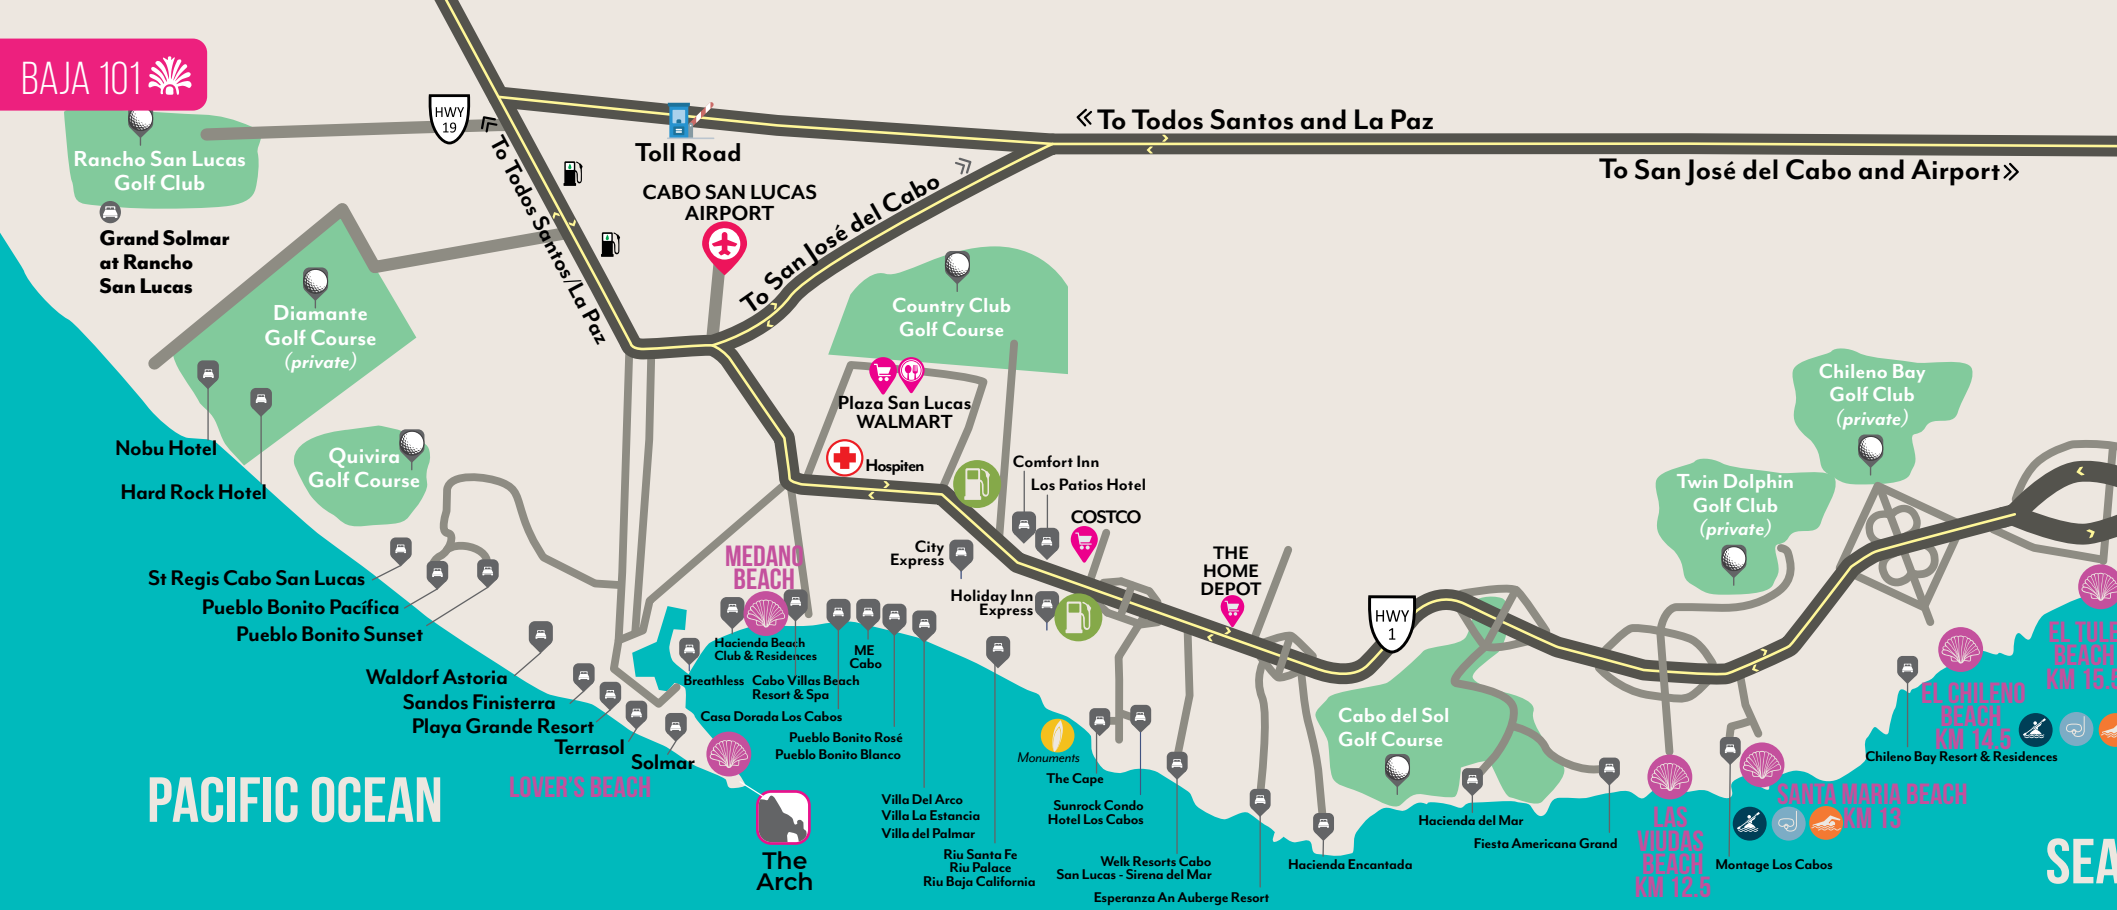 BAJA 101
HWY
19
To Todos Santos/La Paz
Toll Road
To Todos Santos and La Paz
To San José del Cabo and Airport
Rancho San Lucas
Golf Club
Grand Solmar
at Rancho
San Lucas
CABO SAN LUCAS
AIRPORT
To San José del Cabo
Diamante
Golf Course
(private)
Country Club
Golf Course
Plaza San Lucas
WALMART
Hospiten
Nobu Hotel
Hard Rock Hotel
Quivira
Golf Course
Comfort Inn
Los Patios Hotel
COSTCO
City
Express
Holiday Inn
Express
THE
HOME
DEPOT
HWY
1
Chileno Bay
Golf Club
(private)
Twin Dolphin
Golf Club
(private)
St Regis Cabo San Lucas
Pueblo Bonito Pacífica
Pueblo Bonito Sunset
Waldorf Astoria
Sandos Finisterra
Playa Grande Resort
Terrasol
Solmar
MEDANO
BEACH
Hacienda Beach
Club & Residences
Breathless
Cabo Villas Beach
Resort & Spa
ME
Cabo
Casa Dorada Los Cabos
Pueblo Bonito Rosé
Pueblo Bonito Blanco
LOVER'S BEACH
PACIFIC OCEAN
The
Arch
Villa Del Arco
Villa La Estancia
Villa del Palmar
Riu Santa Fe
Riu Palace
Riu Baja California
Monuments
The Cape
Sunrock Condo
Hotel Los Cabos
Welk Resorts Cabo
San Lucas - Sirena del Mar
Esperanza An Auberge Resort
Hacienda Encantada
Cabo del Sol
Golf Course
Hacienda del Mar
Fiesta Americana Grand
LAS
VIUDAS
BEACH
KM 12.5
Montage Los Cabos
SANTA MARIA BEACH
KM 13
EL CHILENO
BEACH
KM 14.5
Chileno Bay Resort & Residences
EL TULE
BEACH
KM 15.5
SEA